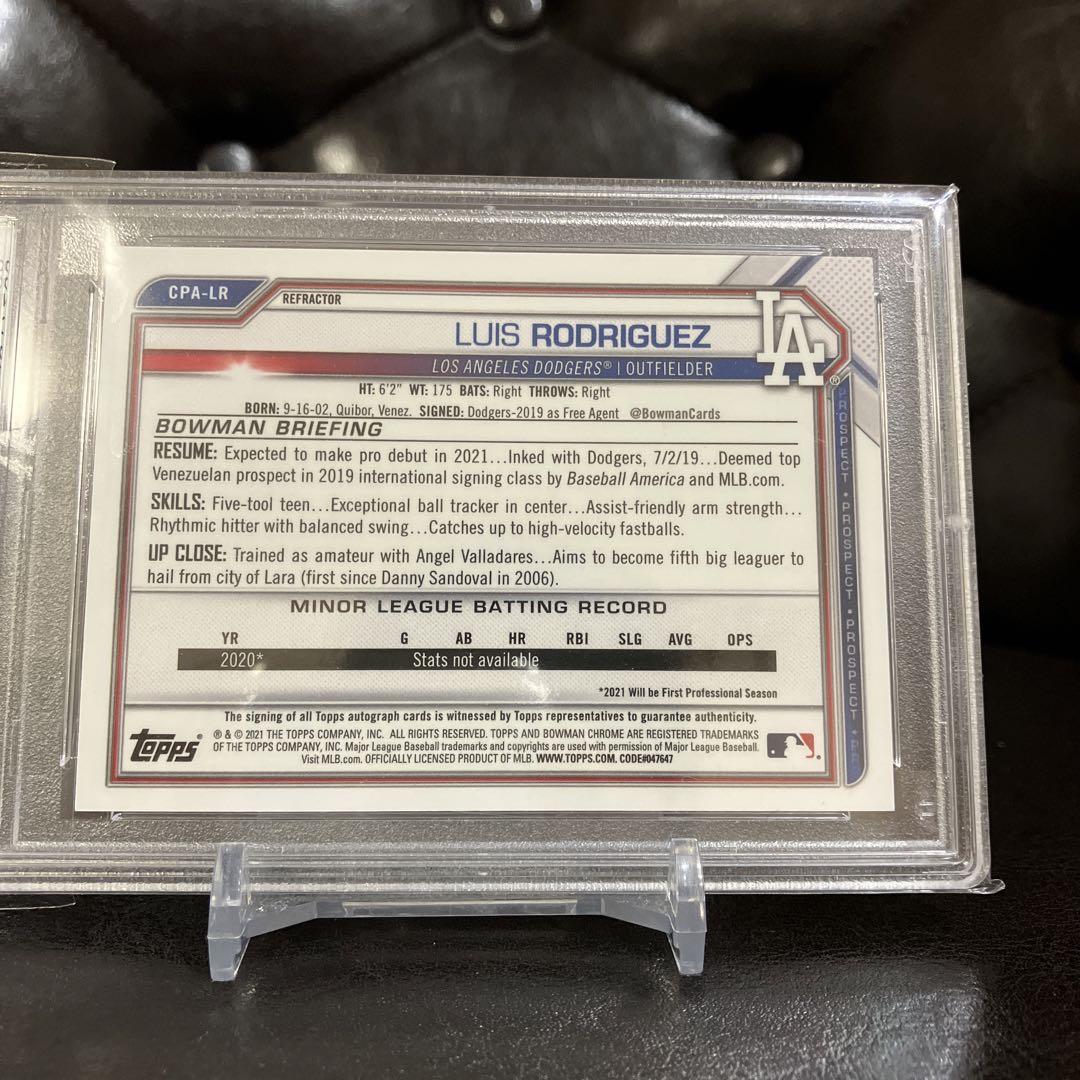 CPA-LR
REFRACTOR
LUIS RODRIGUEZ
LA
LOS ANGELES DODGERS® | OUTFIELDER
HT: 6'2" WT: 175 BATS: Right THROWS: Right
BORN: 9-16-02, Quibor, Venez. SIGNED: Dodgers-2019 as Free Agent @BowmanCards
BOWMAN BRIEFING
RESUME: Expected to make pro debut in 2021...Inked with Dodgers, 7/2/19...Deemed top
Venezuelan prospect in 2019 international signing class by Baseball America and MLB.com.
SKILLS: Five-tool teen...Exceptional ball tracker in center...Assist-friendly arm strength...
Rhythmic hitter with balanced swing...Catches up to high-velocity fastballs.
UP CLOSE: Trained as amateur with Angel Valladares...Aims to become fifth big leaguer to
hail from city of Lara (first since Danny Sandoval in 2006).
MINOR LEAGUE BATTING RECORD
YR G AB HR RBI SLG AVG OPS
2020* Stats not available
*2021 Will be First Professional Season
The signing of all Topps autograph cards is witnessed by Topps representatives to guarantee authenticity.
Topps
® & © 2021 THE TOPPS COMPANY, INC. ALL RIGHTS RESERVED. TOPPS AND BOWMAN CHROME ARE REGISTERED TRADEMARKS
OF THE TOPPS COMPANY, INC. Major League Baseball trademarks and copyrights are used with permission of Major League Baseball.
Visit MLB.com. OFFICIALLY LICENSED PRODUCT OF MLB. WWW.TOPPS.COM. CODE#047647
PROSPECT • PROSPECT • PROSPECT • PR